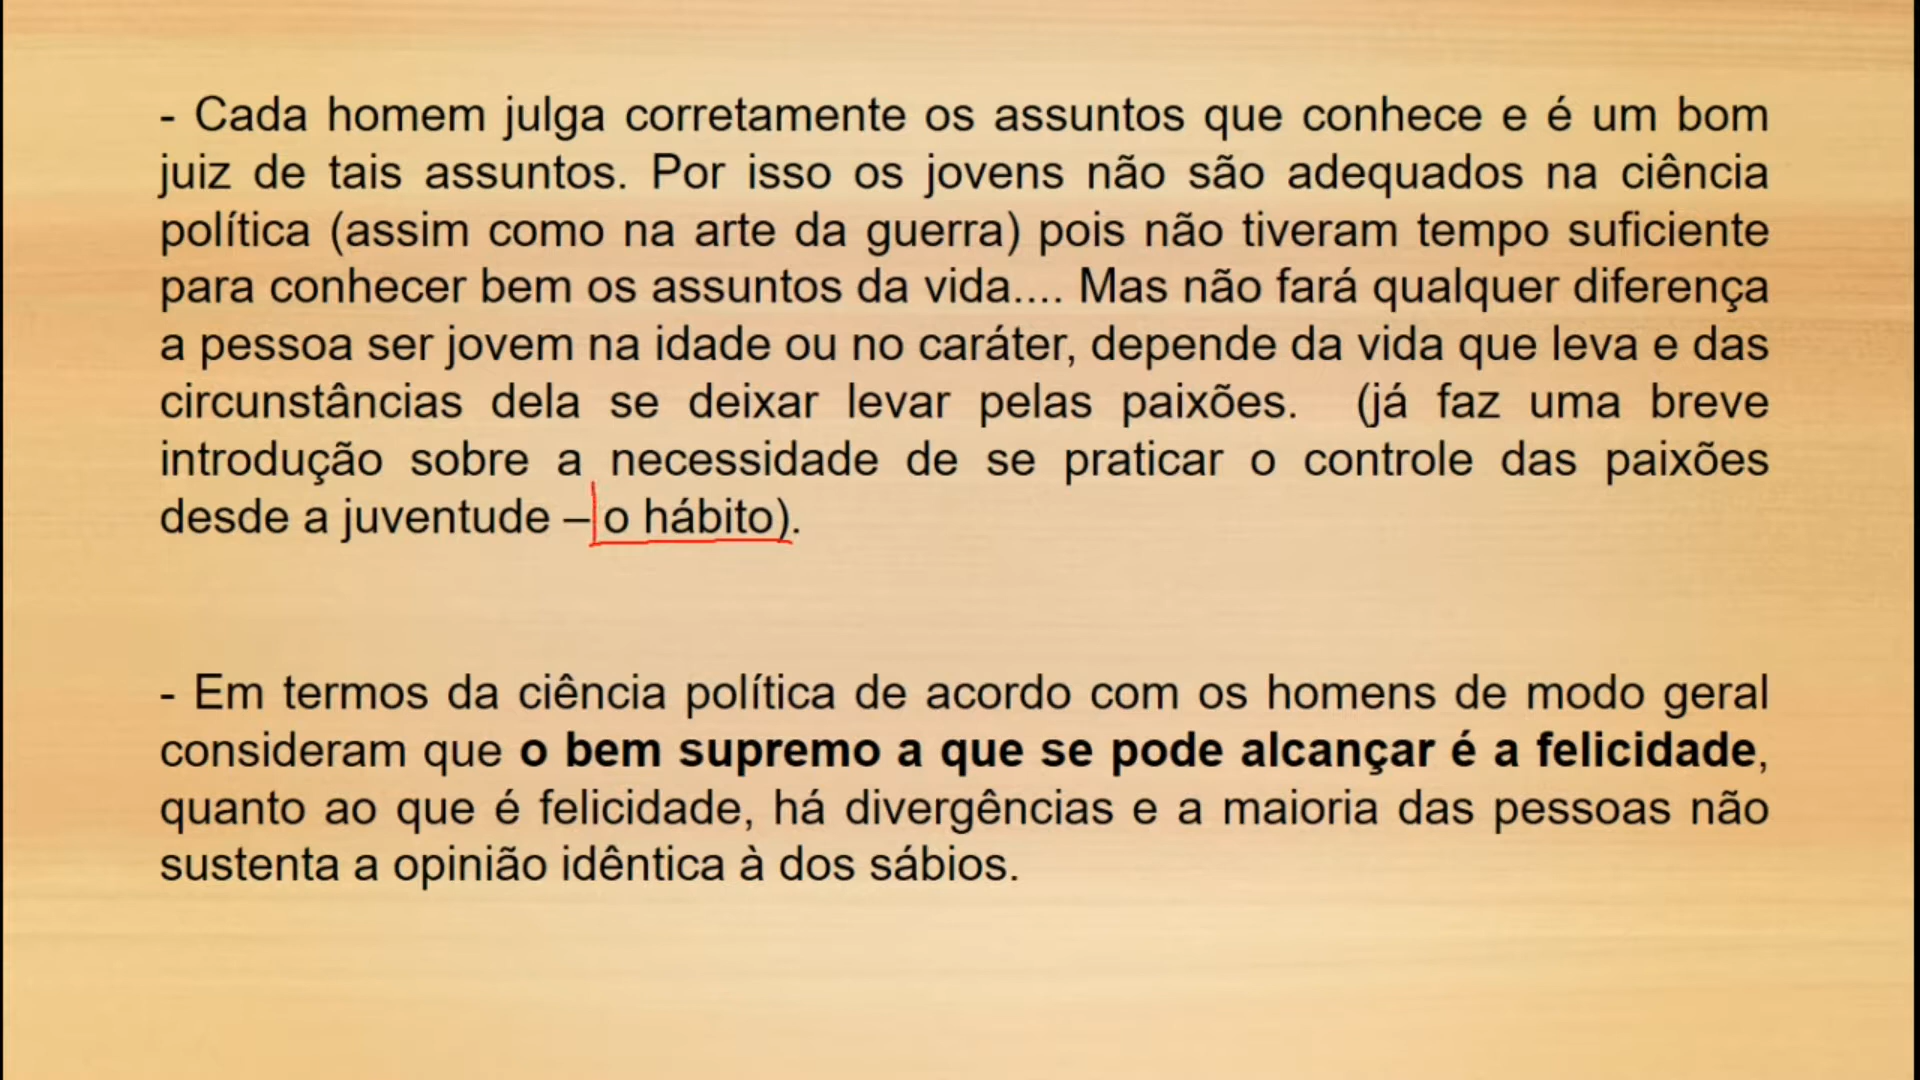 - Cada homem julga corretamente os assuntos que conhece e é um bom
juiz de tais assuntos. Por isso os jovens não são adequados na ciência
política (assim como na arte da guerra) pois não tiveram tempo suficiente
para conhecer bem os assuntos da vida.... Mas não fará qualquer diferença
a pessoa ser jovem na idade ou no caráter, depende da vida que leva e das
circunstâncias dela se deixar levar pelas paixões. (já faz uma breve
introdução sobre a necessidade de se praticar o controle das paixões
desde a juventude – o hábito).
- Em termos da ciência política de acordo com os homens de modo geral
consideram que o bem supremo a que se pode alcançar é a felicidade,
quanto ao que é felicidade, há divergências e a maioria das pessoas não
sustenta a opinião idêntica à dos sábios.